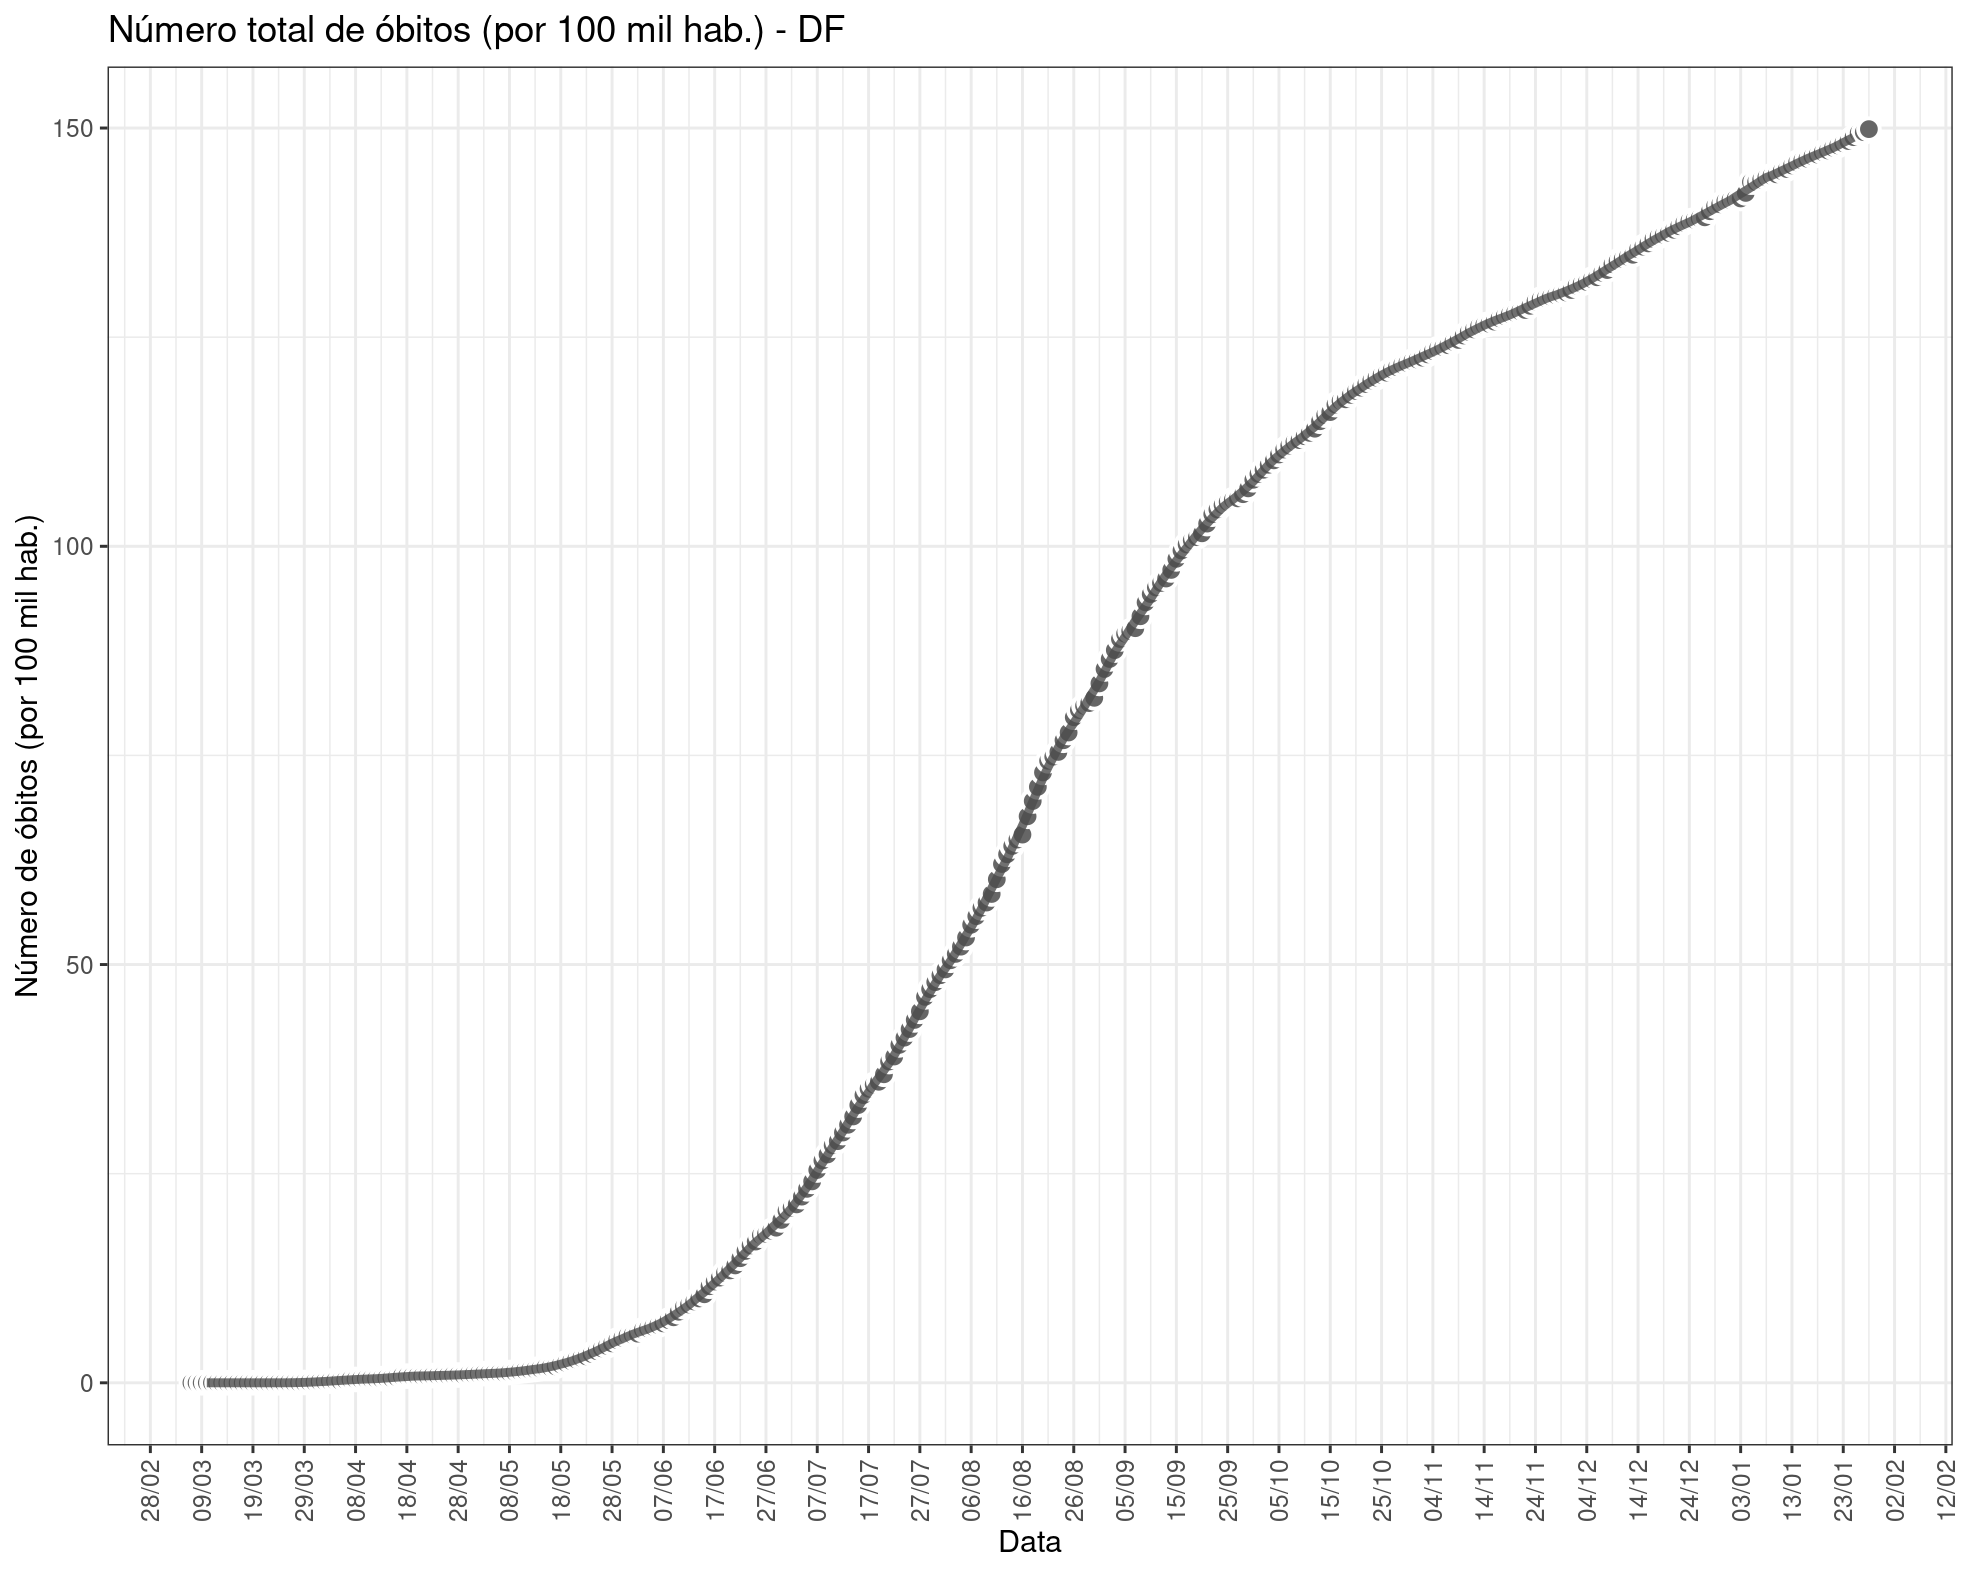 Número total de óbitos (por 100 mil hab.) - DF
Número de óbitos (por 100 mil hab.)
150
100
50
0
28/02 09/03 19/03 29/03 08/04 18/04 28/04 08/05 18/05 28/05 07/06 17/06 27/06 07/07 17/07 27/07 06/08 16/08 26/08 05/09 15/09 25/09 05/10 15/10 25/10 04/11 14/11 24/11 04/12 14/12 24/12 03/01 13/01 23/01 02/02 12/02
Data